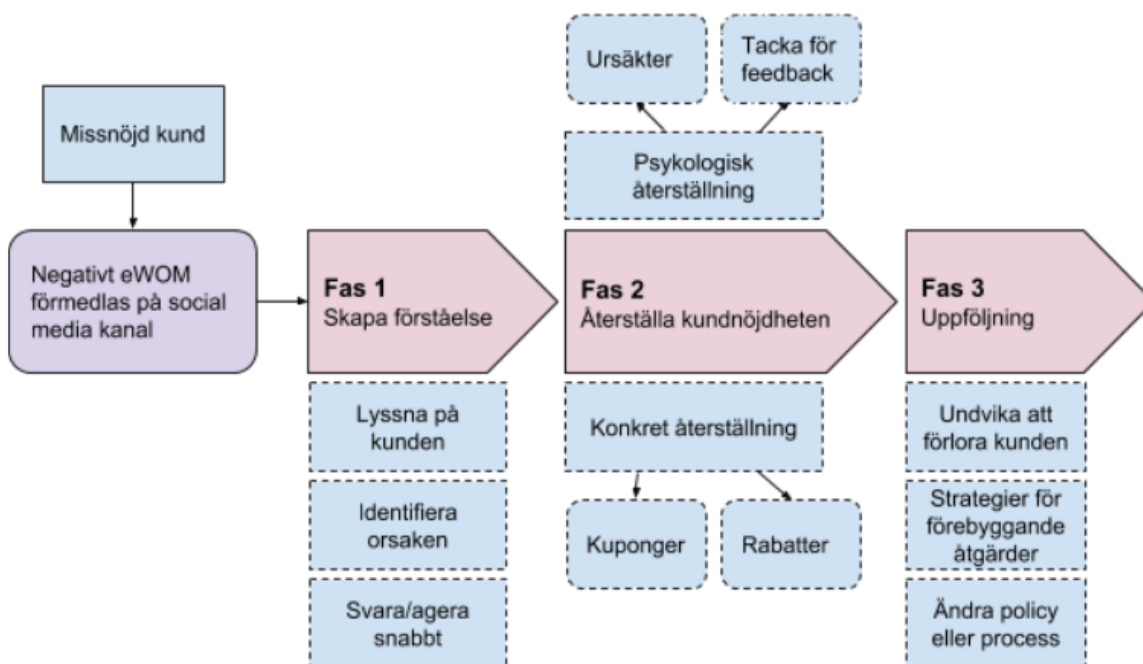 Missnöjd kund
Negativt eWOM
förmedlas på social
media kanal
Fas 1
Skapa förståelse
Lyssna på
kunden
Identifiera
orsaken
Svara/agera
snabbt
Ursäkter
Tacka för
feedback
Psykologisk
återställning
Fas 2
Återställa kundnöjdheten
Konkret återställning
Kuponger
Rabatter
Fas 3
Uppföljning
Undvika att
förlora kunden
Strategier för
förebyggande
åtgärder
Ändra policy
eller process